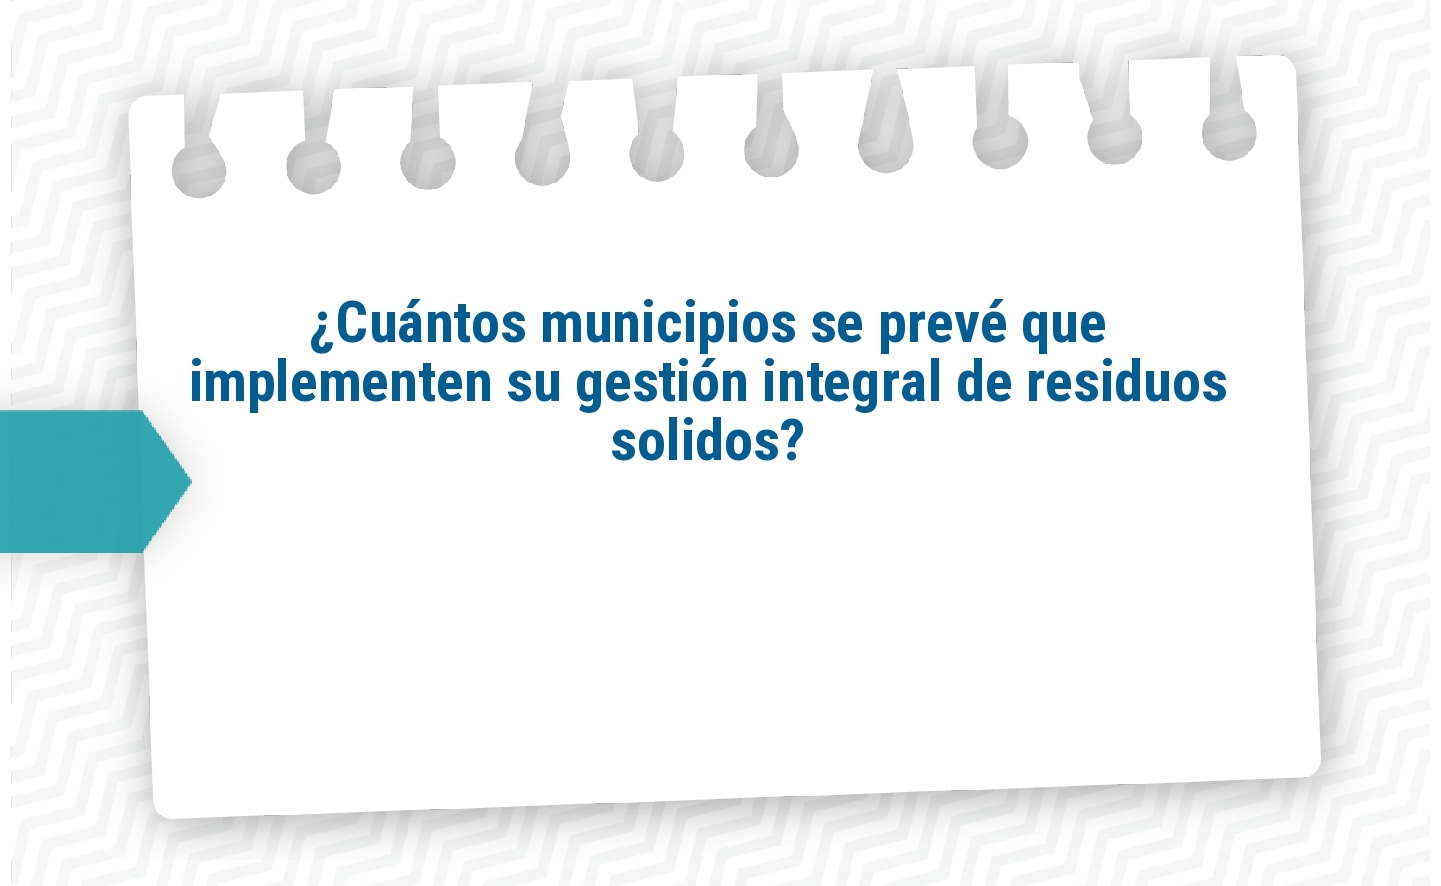 ¿Cuántos municipios se prevé que
implementen su gestión integral de residuos
solidos?